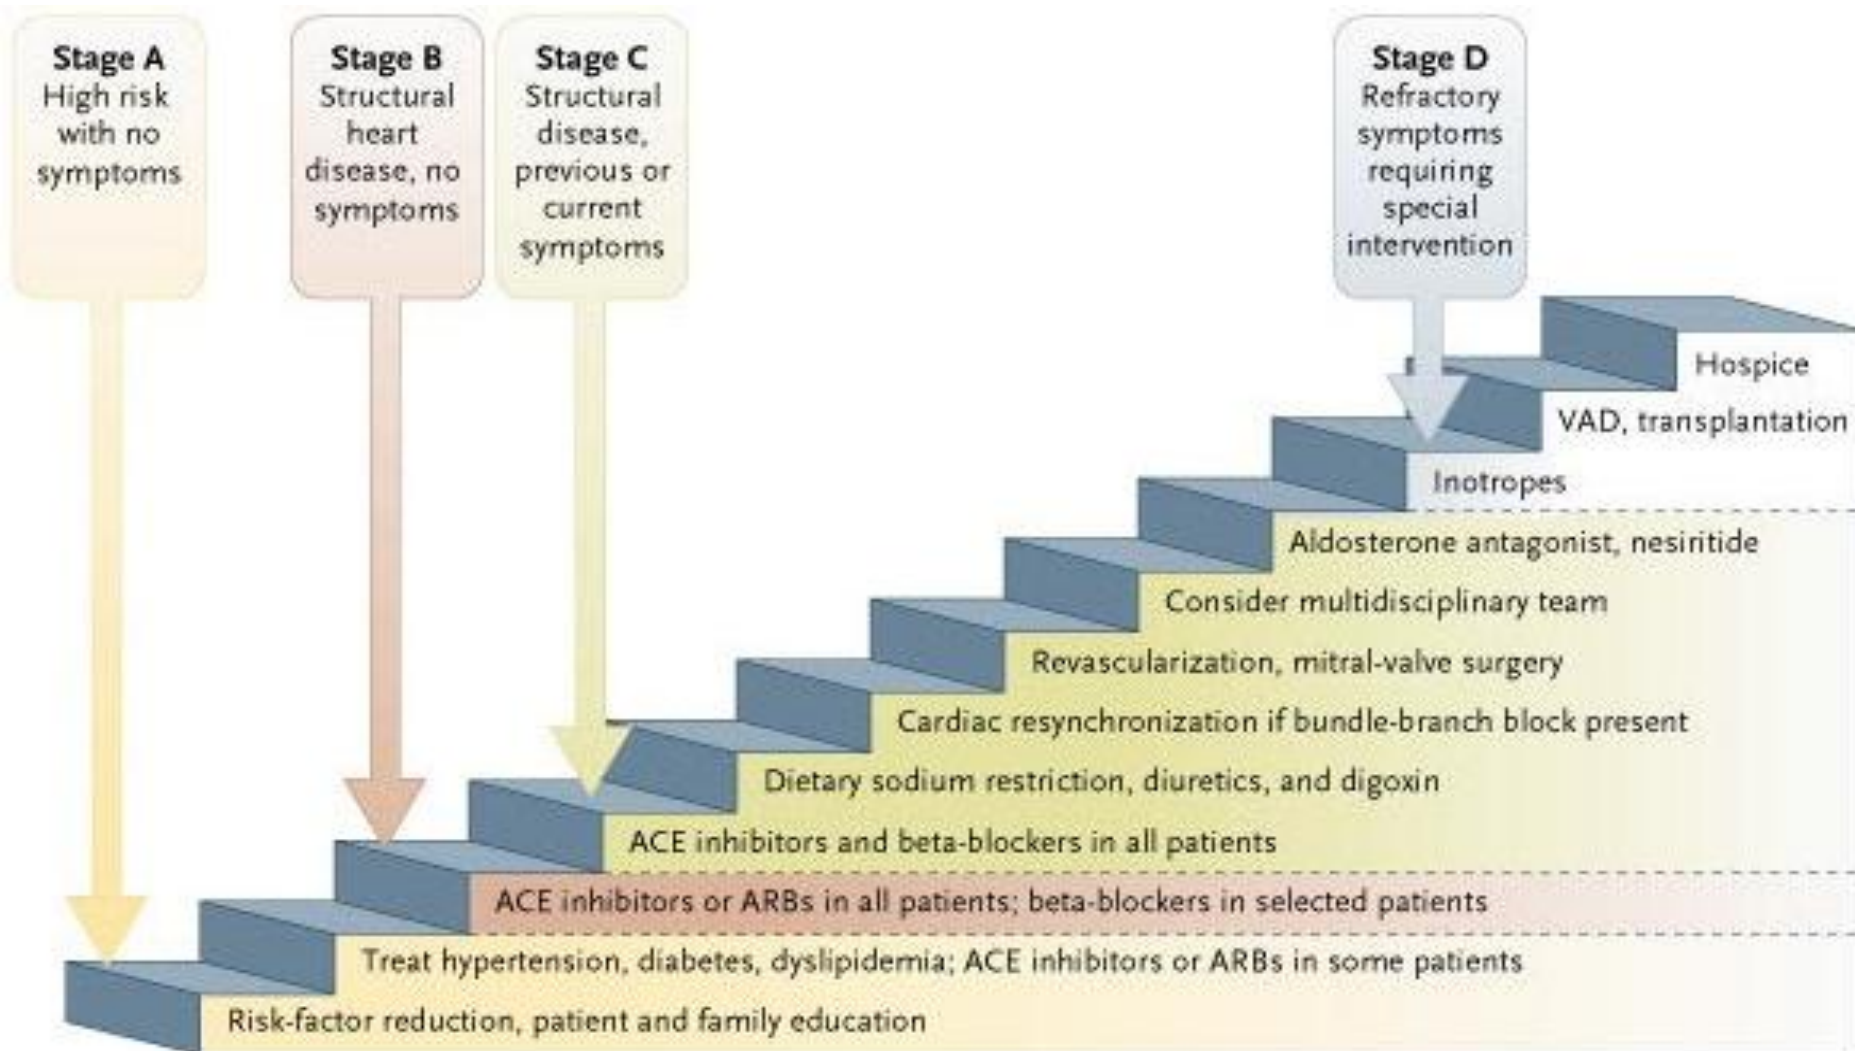 Stage A
High risk
with no
symptoms
Stage B
Structural
heart
disease, no
symptoms
Stage C
Structural
disease,
previous or
current
symptoms
Stage D
Refractory
symptoms
requiring
special
intervention
Hospice
VAD, transplantation
Inotropes
Aldosterone antagonist, nesiritide
Consider multidisciplinary team
Revascularization, mitral-valve surgery
Cardiac resynchronization if bundle-branch block present
Dietary sodium restriction, diuretics, and digoxin
ACE inhibitors and beta-blockers in all patients
ACE inhibitors or ARBs in all patients; beta-blockers in selected patients
Treat hypertension, diabetes, dyslipidemia; ACE inhibitors or ARBs in some patients
Risk-factor reduction, patient and family education